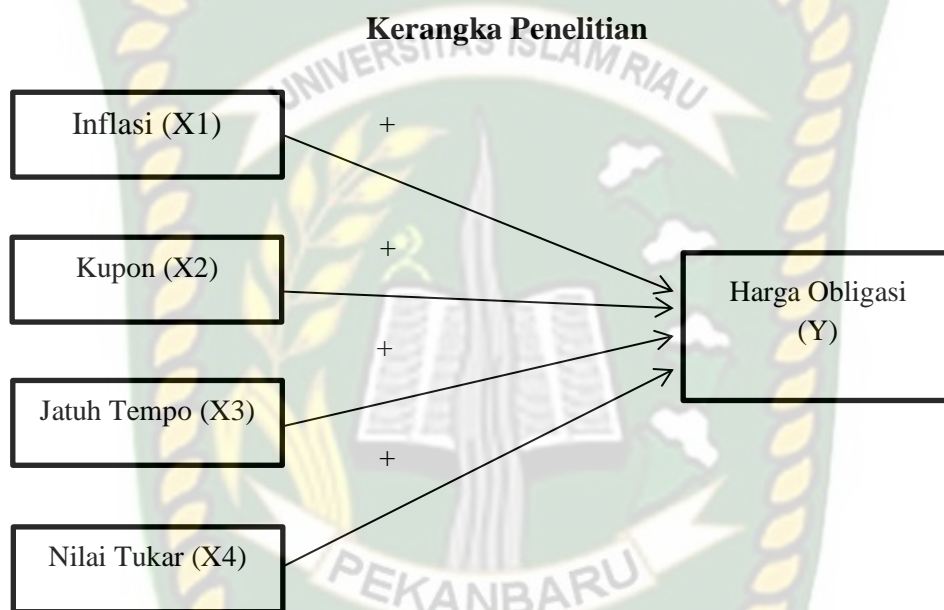 Kerangka Penelitian
UNIVERSITAS ISLAM RIAU
Inflasi (X1)
+
Kupon (X2)
+
Harga Obligasi
(Y)
+
Jatuh Tempo (X3)
+
Nilai Tukar (X4)
PEKANBARU